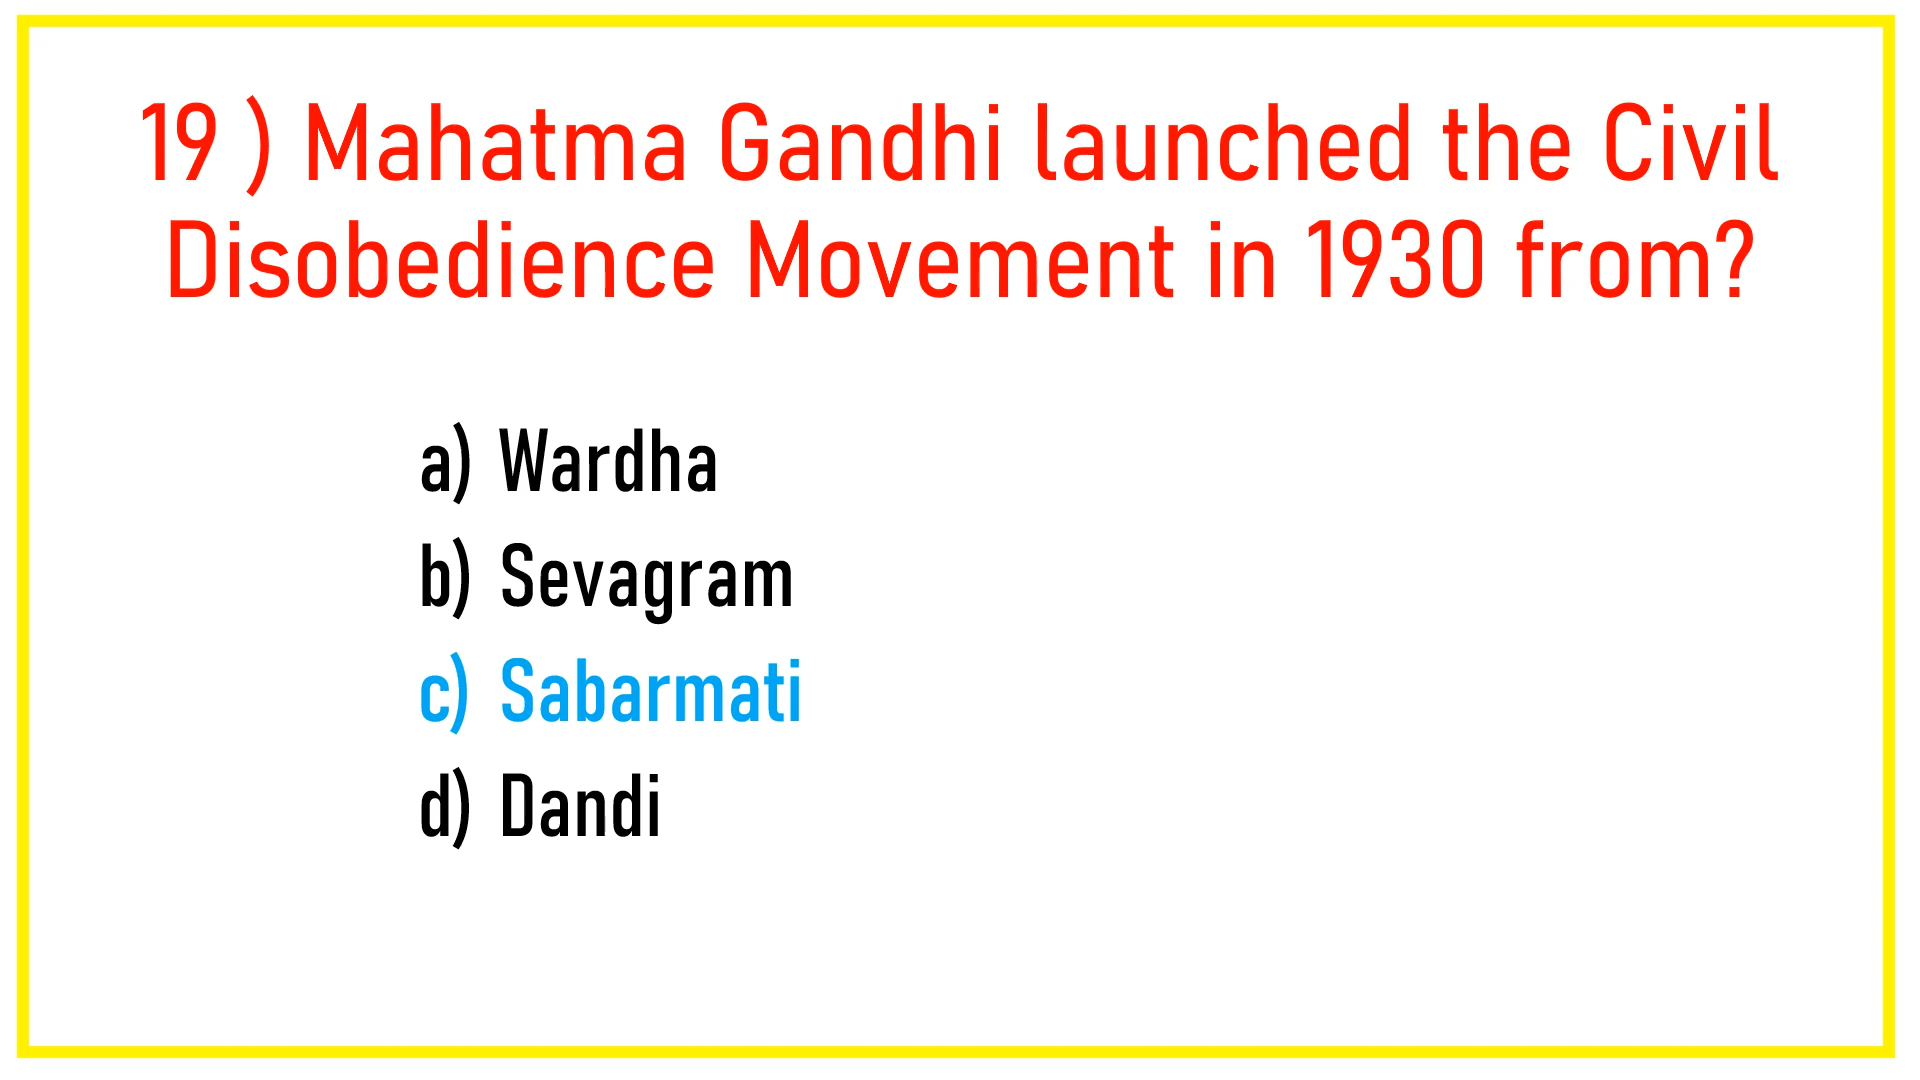 19 ) Mahatma Gandhi launched the Civil
Disobedience Movement in 1930 from?
a) Wardha
b) Sevagram
c) Sabarmati
d) Dandi